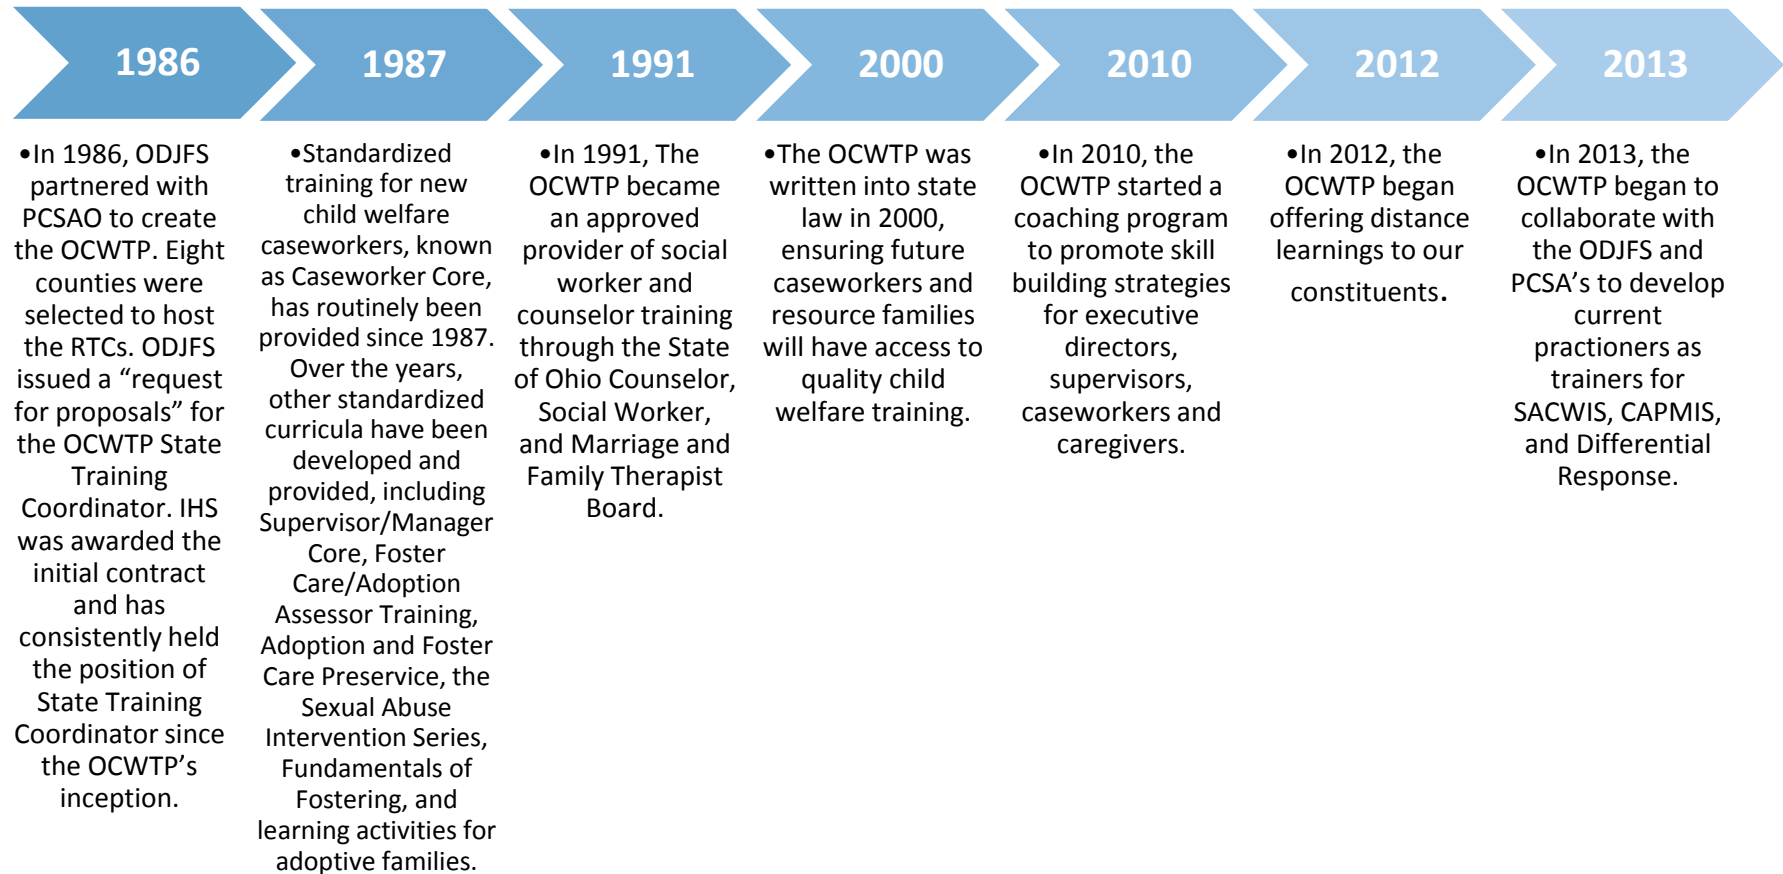 1986
1987
1991
2000
2010
2012
2013
•In 1986, ODJFS
partnered with
PCSAO to create
the OCWTP. Eight
counties were
selected to host
the RTCs. ODJFS
issued a “request
for proposals” for
the OCWTP State
Training
Coordinator. IHS
was awarded the
initial contract
and has
consistently held
the position of
State Training
Coordinator since
the OCWTP’s
inception.
•Standardized
training for new
child welfare
caseworkers, known
as Caseworker Core,
has routinely been
provided since 1987.
Over the years,
other standardized
curricula have been
developed and
provided, including
Supervisor/Manager
Core, Foster
Care/Adoption
Assessor Training,
Adoption and Foster
Care Preservice, the
Sexual Abuse
Intervention Series,
Fundamentals of
Fostering, and
learning activities for
adoptive families.
•In 1991, The
OCWTP became
an approved
provider of social
worker and
counselor training
through the State
of Ohio Counselor,
Social Worker,
and Marriage and
Family Therapist
Board.
•The OCWTP was
written into state
law in 2000,
ensuring future
caseworkers and
resource families
will have access to
quality child
welfare training.
•In 2010, the
OCWTP started a
coaching program
to promote skill
building strategies
for executive
directors,
supervisors,
caseworkers and
caregivers.
•In 2012, the
OCWTP began
offering distance
learnings to our
constituents.
•In 2013, the
OCWTP began to
collaborate with
the ODJFS and
PCSA’s to develop
current
practioners as
trainers for
SACWIS, CAPMIS,
and Differential
Response.